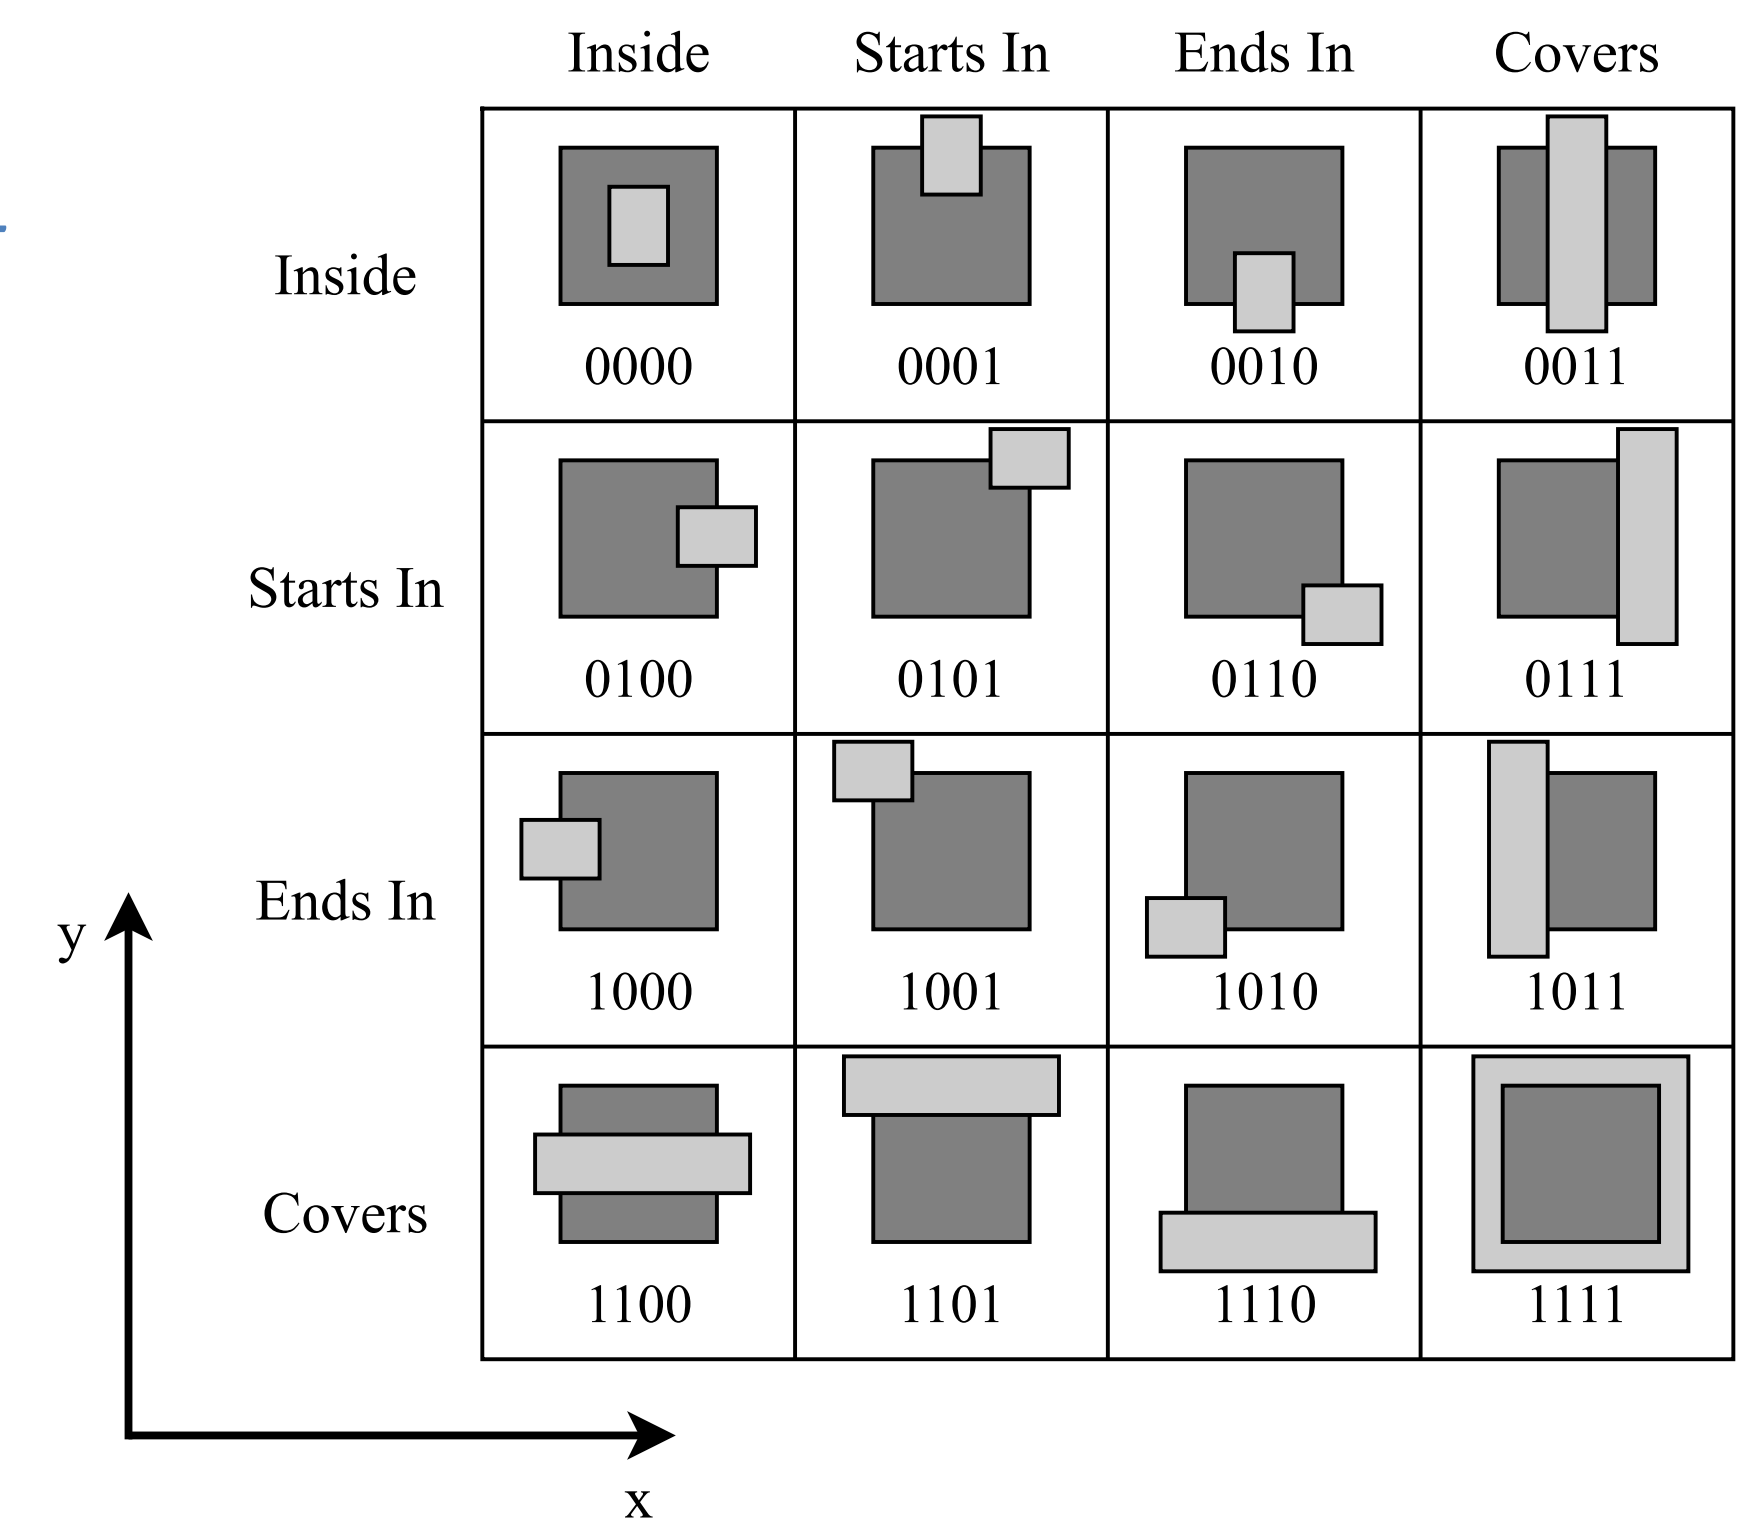 Inside Starts In Ends In Covers
Inside
0000 0001 0010 0011
Starts In
0100 0101 0110 0111
Ends In
y
1000 1001 1010 1011
Covers
1100 1101 1110 1111
x